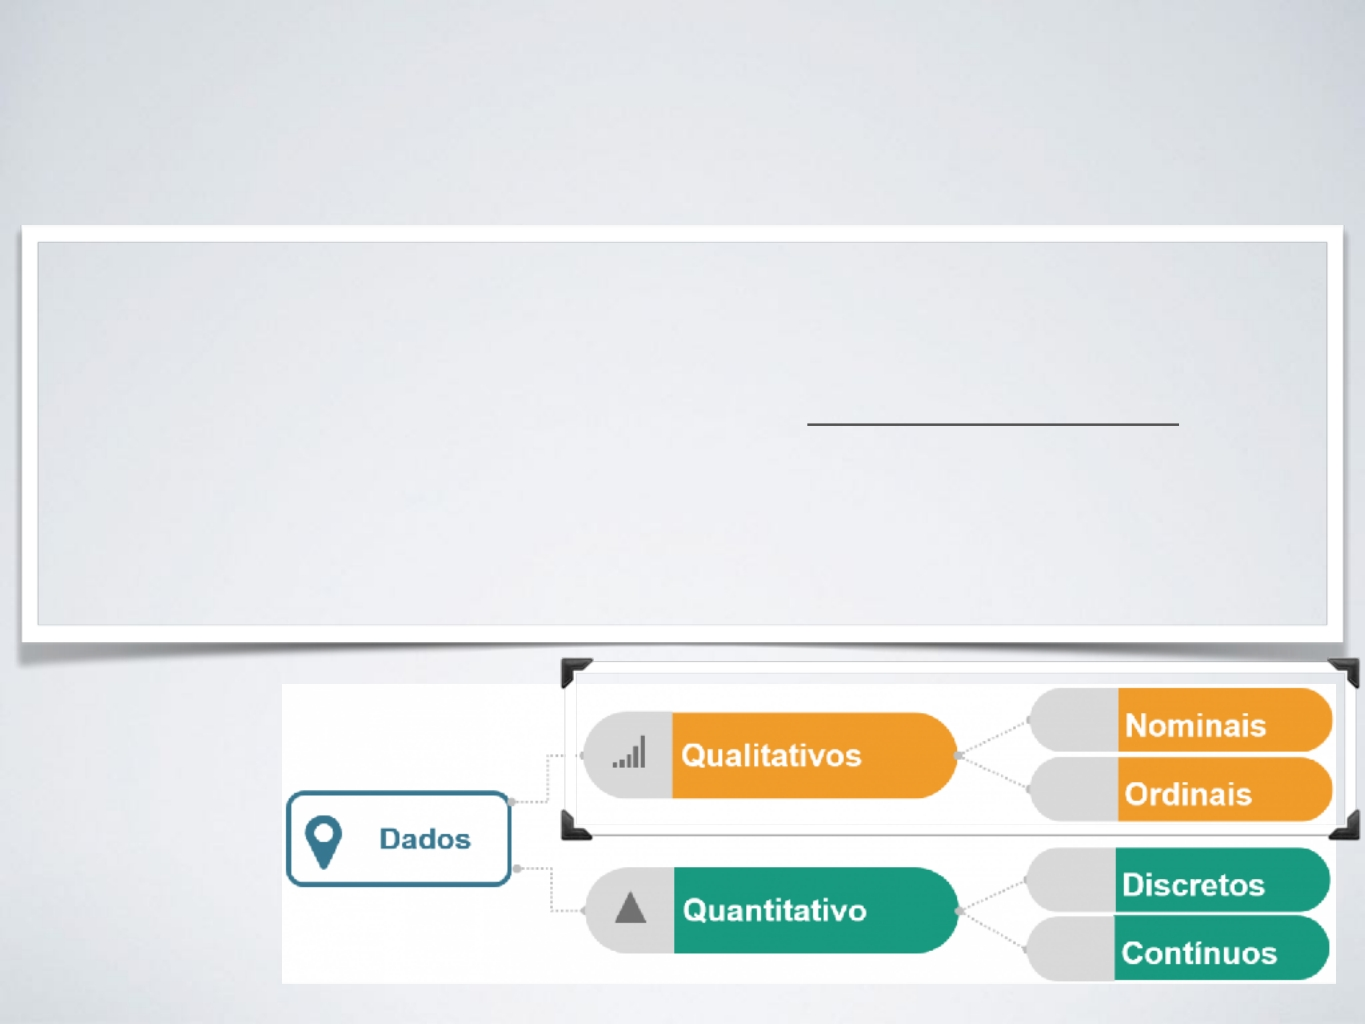 Nominais
Qualitativos
Ordinais
Dados
Discretos
Quantitativo
Contínuos